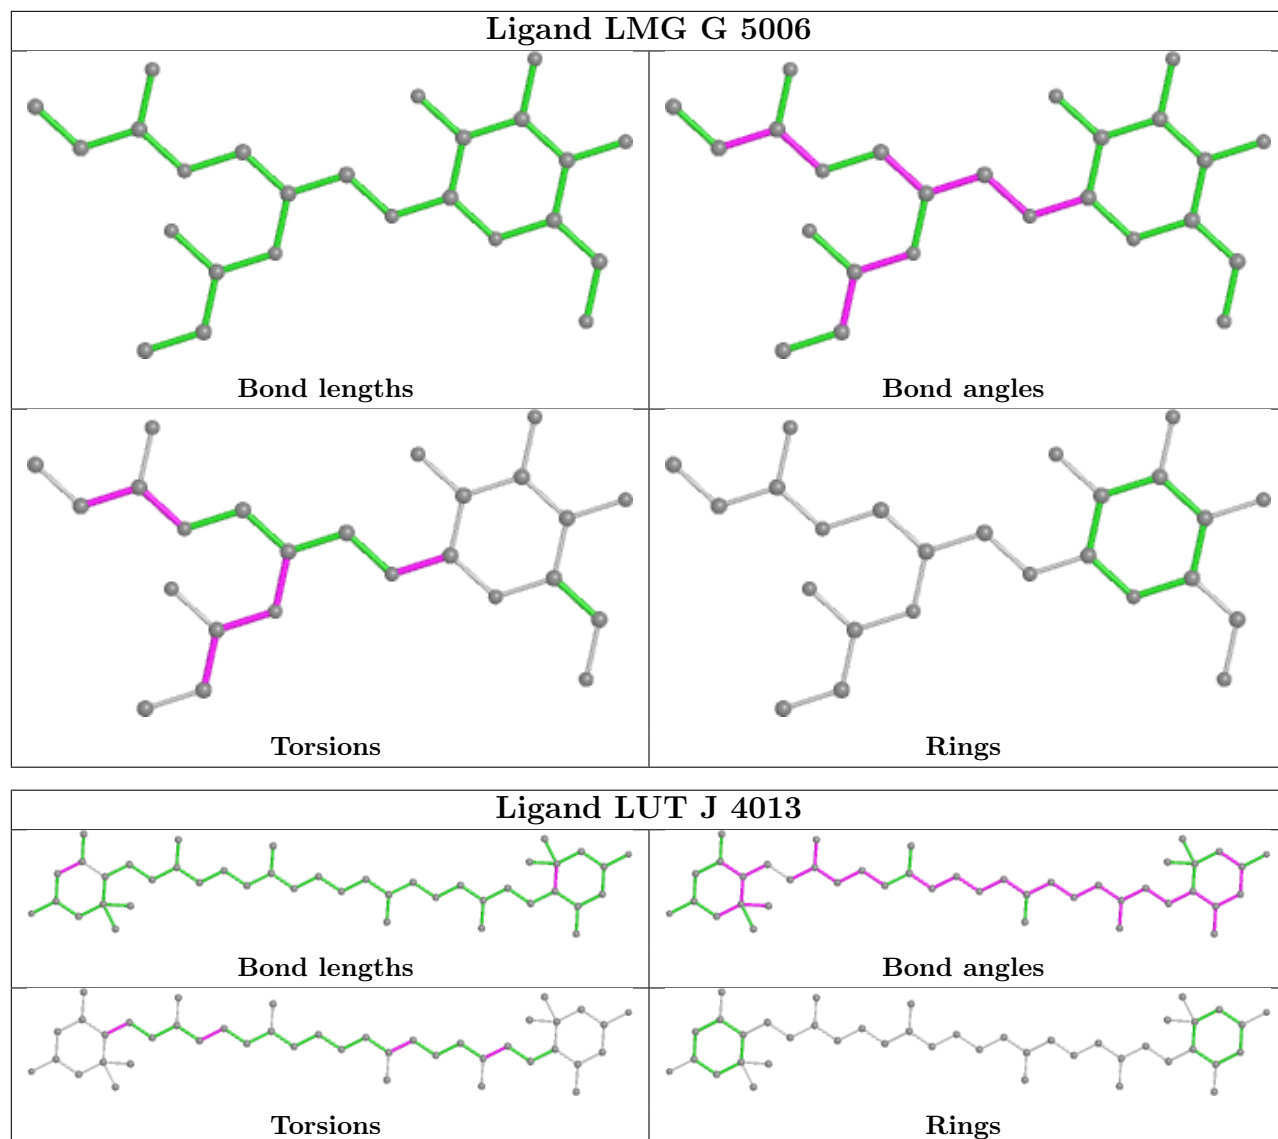 Ligand LMG G 5006
Bond lengths
Bond angles
Torsions
Rings
Ligand LUT J 4013
Bond lengths
Bond angles
Torsions
Rings